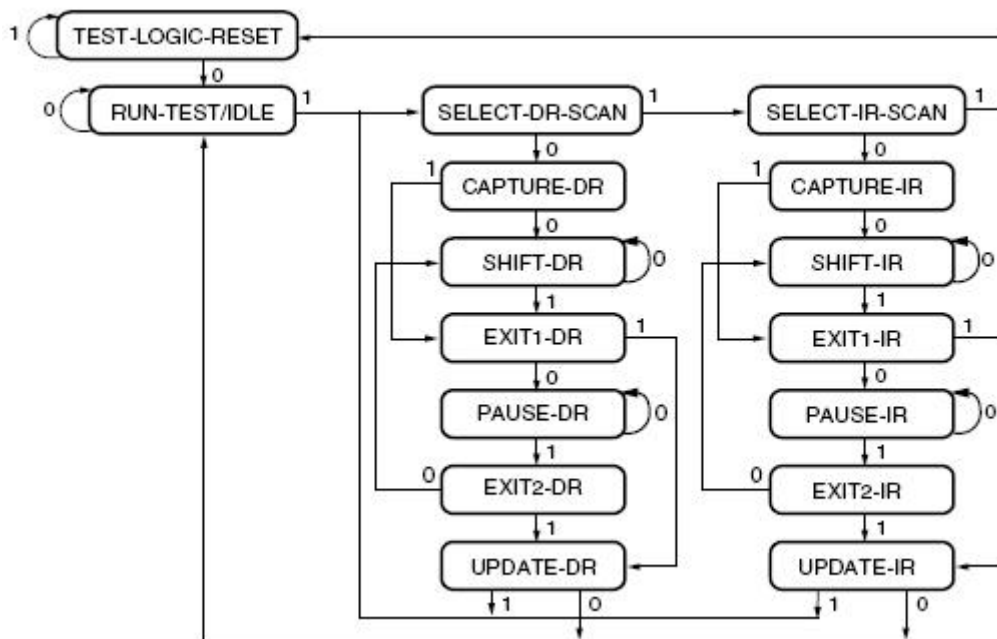 1
TEST-LOGIC-RESET
0
0
RUN-TEST/IDLE
1
SELECT-DR-SCAN
1
SELECT-IR-SCAN
1
0
0
1
CAPTURE-DR
1
CAPTURE-IR
0
0
SHIFT-DR
0
SHIFT-IR
0
1
1
EXIT1-DR
1
EXIT1-IR
1
0
0
PAUSE-DR
0
PAUSE-IR
0
1
1
0
EXIT2-DR
0
EXIT2-IR
1
1
UPDATE-DR
UPDATE-IR
1
0
1
0